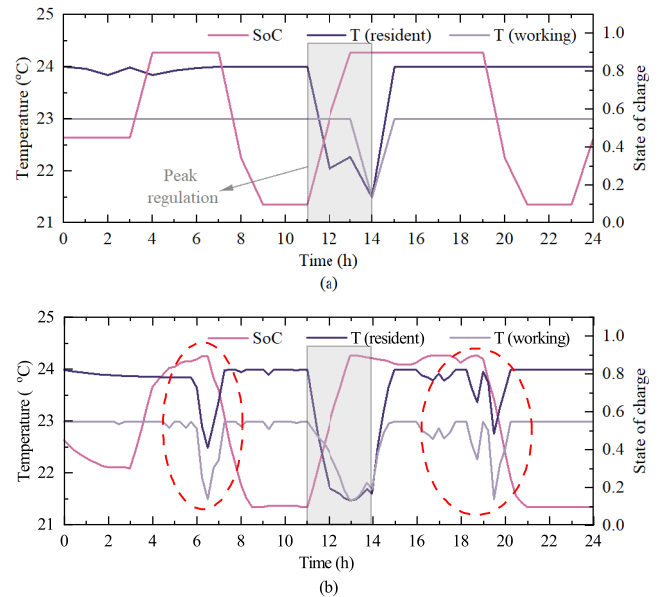 25
SoC
T (resident)
T (working)
1.0
24
0.8
Temperature (°C)
23
0.6
State of charge
0.4
22
Peak
regulation
0.2
21
0.0
0 2 4 6 8 10 12 14 16 18 20 22 24
Time (h)
(a)
25
SoC
T (resident)
T (working)
1.0
24
0.8
Temperature ( °C)
23
0.6
State of charge
0.4
22
0.2
21
0.0
0 2 4 6 8 10 12 14 16 18 20 22 24
Time (h)
(b)